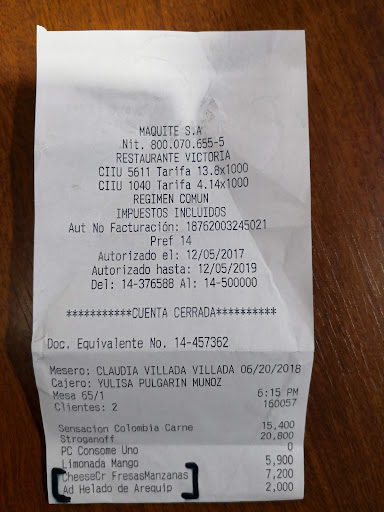 MAQUITE S.A
Nit. 800.070.655-5
RESTAURANTE VICTORIA
CIIU 5611 Tarifa 13.8x1000
CIIU 1040 Tarifa 4.14x1000
REGIMEN COMUN
IMPUESTOS INCLUIDOS
Aut No Facturación: 18762003245021
Pref 14
Autorizado el: 12/05/2017
Autorizado hasta: 12/05/2019
Del: 14-376588 Al: 14-500000
***********CUENTA CERRADA**********
Doc. Equivalente No. 14-457362
Mesero: CLAUDIA VILLADA VILLADA 06/20/2018
Cajero: YULISA PULGARIN MUNOZ
Mesa 65/1 6:15 PM
Clientes: 2 160057
Sensacion Colombia Carne 15,400
Stroganoff 20,800
PC Consome Uno 0
Limonada Mango 5,900
CheeseCr FresasManzanas 7,200
Ad Helado de Arequip 2,000